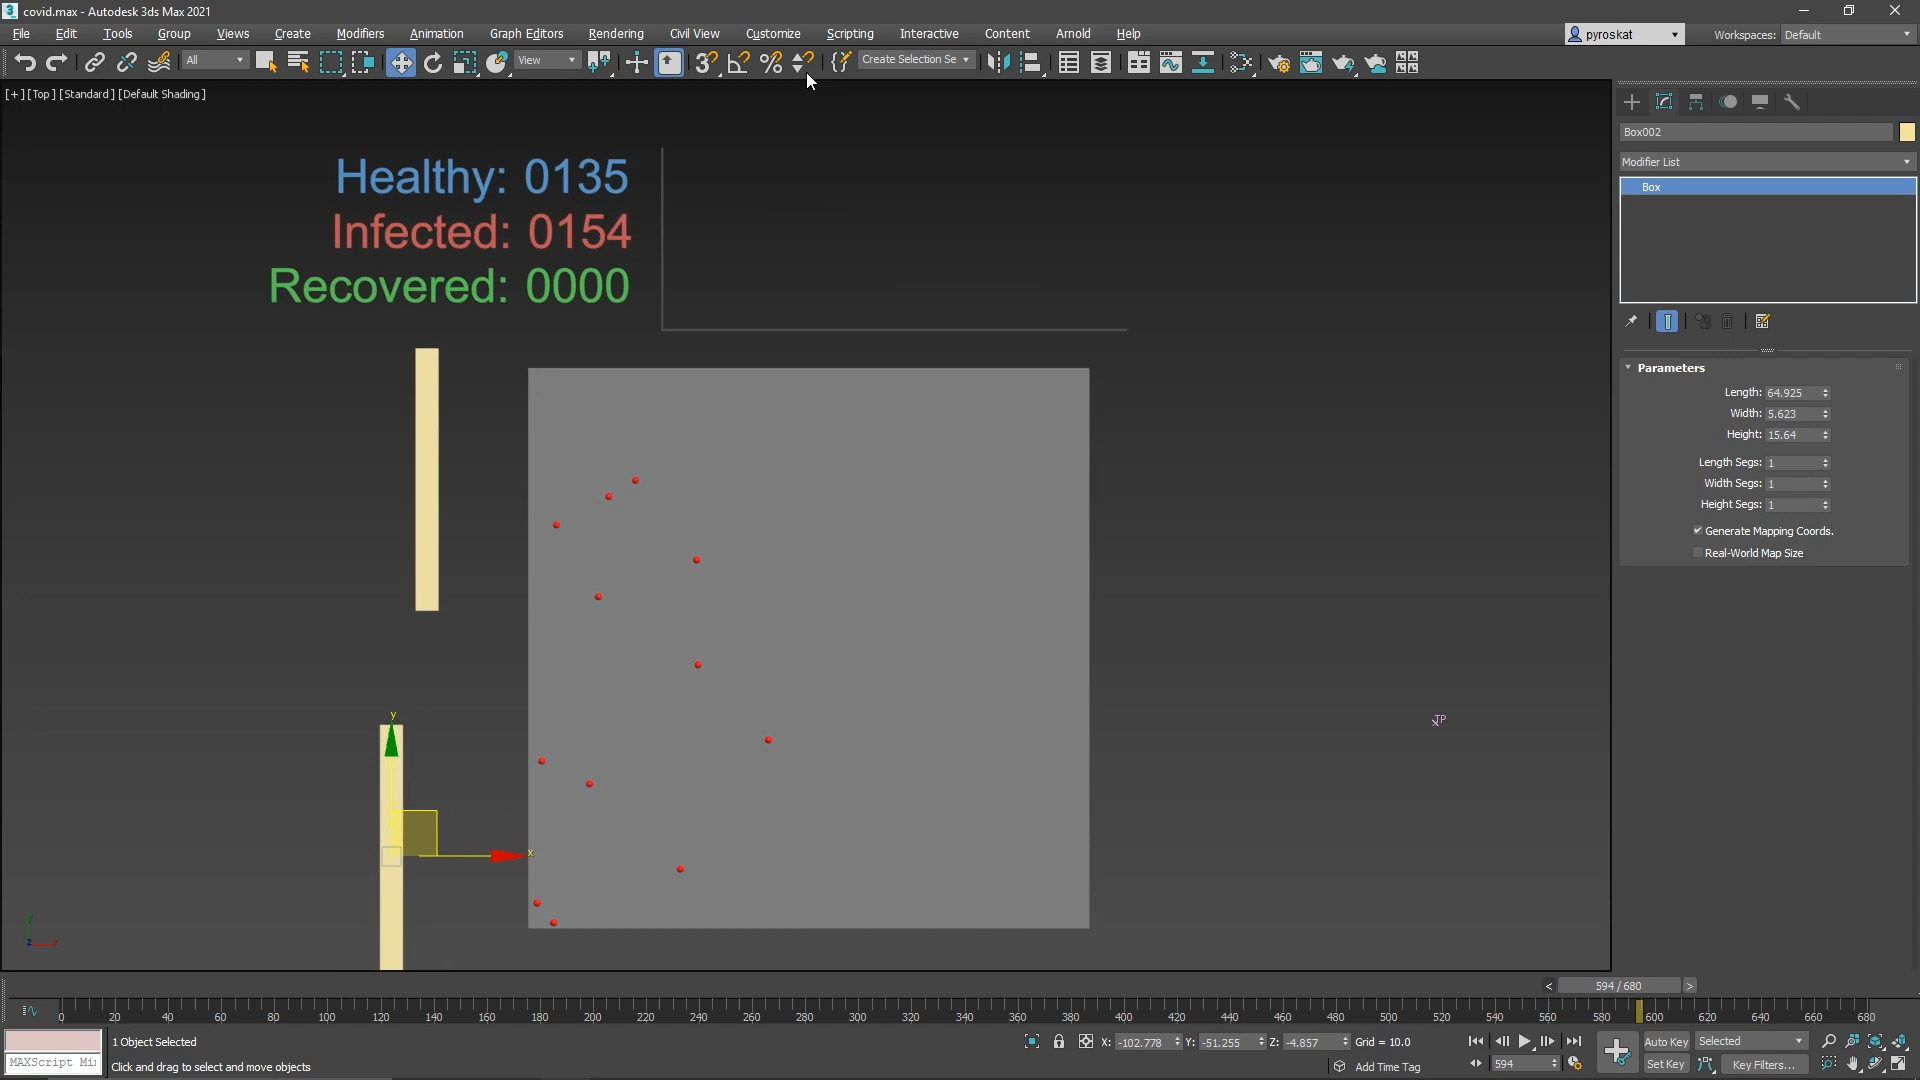 covid.max - Autodesk 3ds Max 2021
File Edit Tools Group Views Create Modifiers Animation Graph Editors Rendering Civil View Customize Scripting Interactive Content Arnold Help
pyroskat
Workspaces: Default
All
View
Create Selection Se
[+] [Top] [Standard] [Default Shading]
Healthy: 0135
Infected: 0154
Recovered: 0000
Box002
Modifier List
Box
Parameters
Length: 64.925
Width: 5.623
Height: 15.64
Length Segs: 1
Width Segs: 1
Height Segs: 1
Generate Mapping Coords.
Real-World Map Size
TP
y
x
y
z x
< 594 / 680 >
0 20 40 60 80 100 120 140 160 180 200 220 240 260 280 300 320 340 360 380 400 420 440 460 480 500 520 540 560 580 600 620 640 660 680
1 Object Selected
X: -102.778 Y: -51.255 Z: -4.857 Grid = 10.0
Auto Key Selected
MAXScript Mi
Click and drag to select and move objects
Add Time Tag
594
Set Key Key Filters...